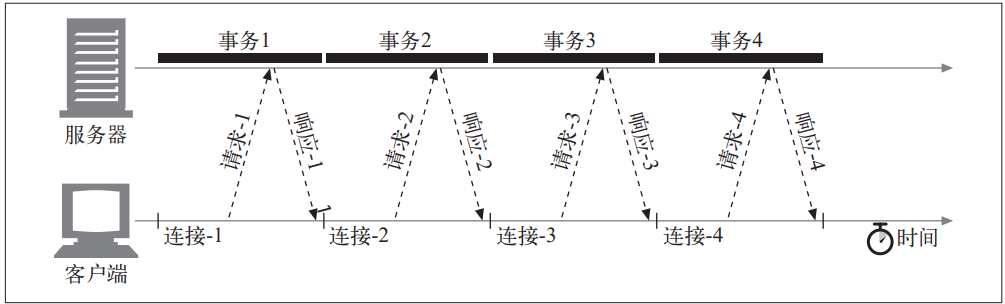 事务1
事务2
事务3
事务4
服务器
请求-1
响应-1
请求-2
响应-2
请求-3
响应-3
请求-4
响应-4
连接-1
连接-2
连接-3
连接-4
时间
客户端